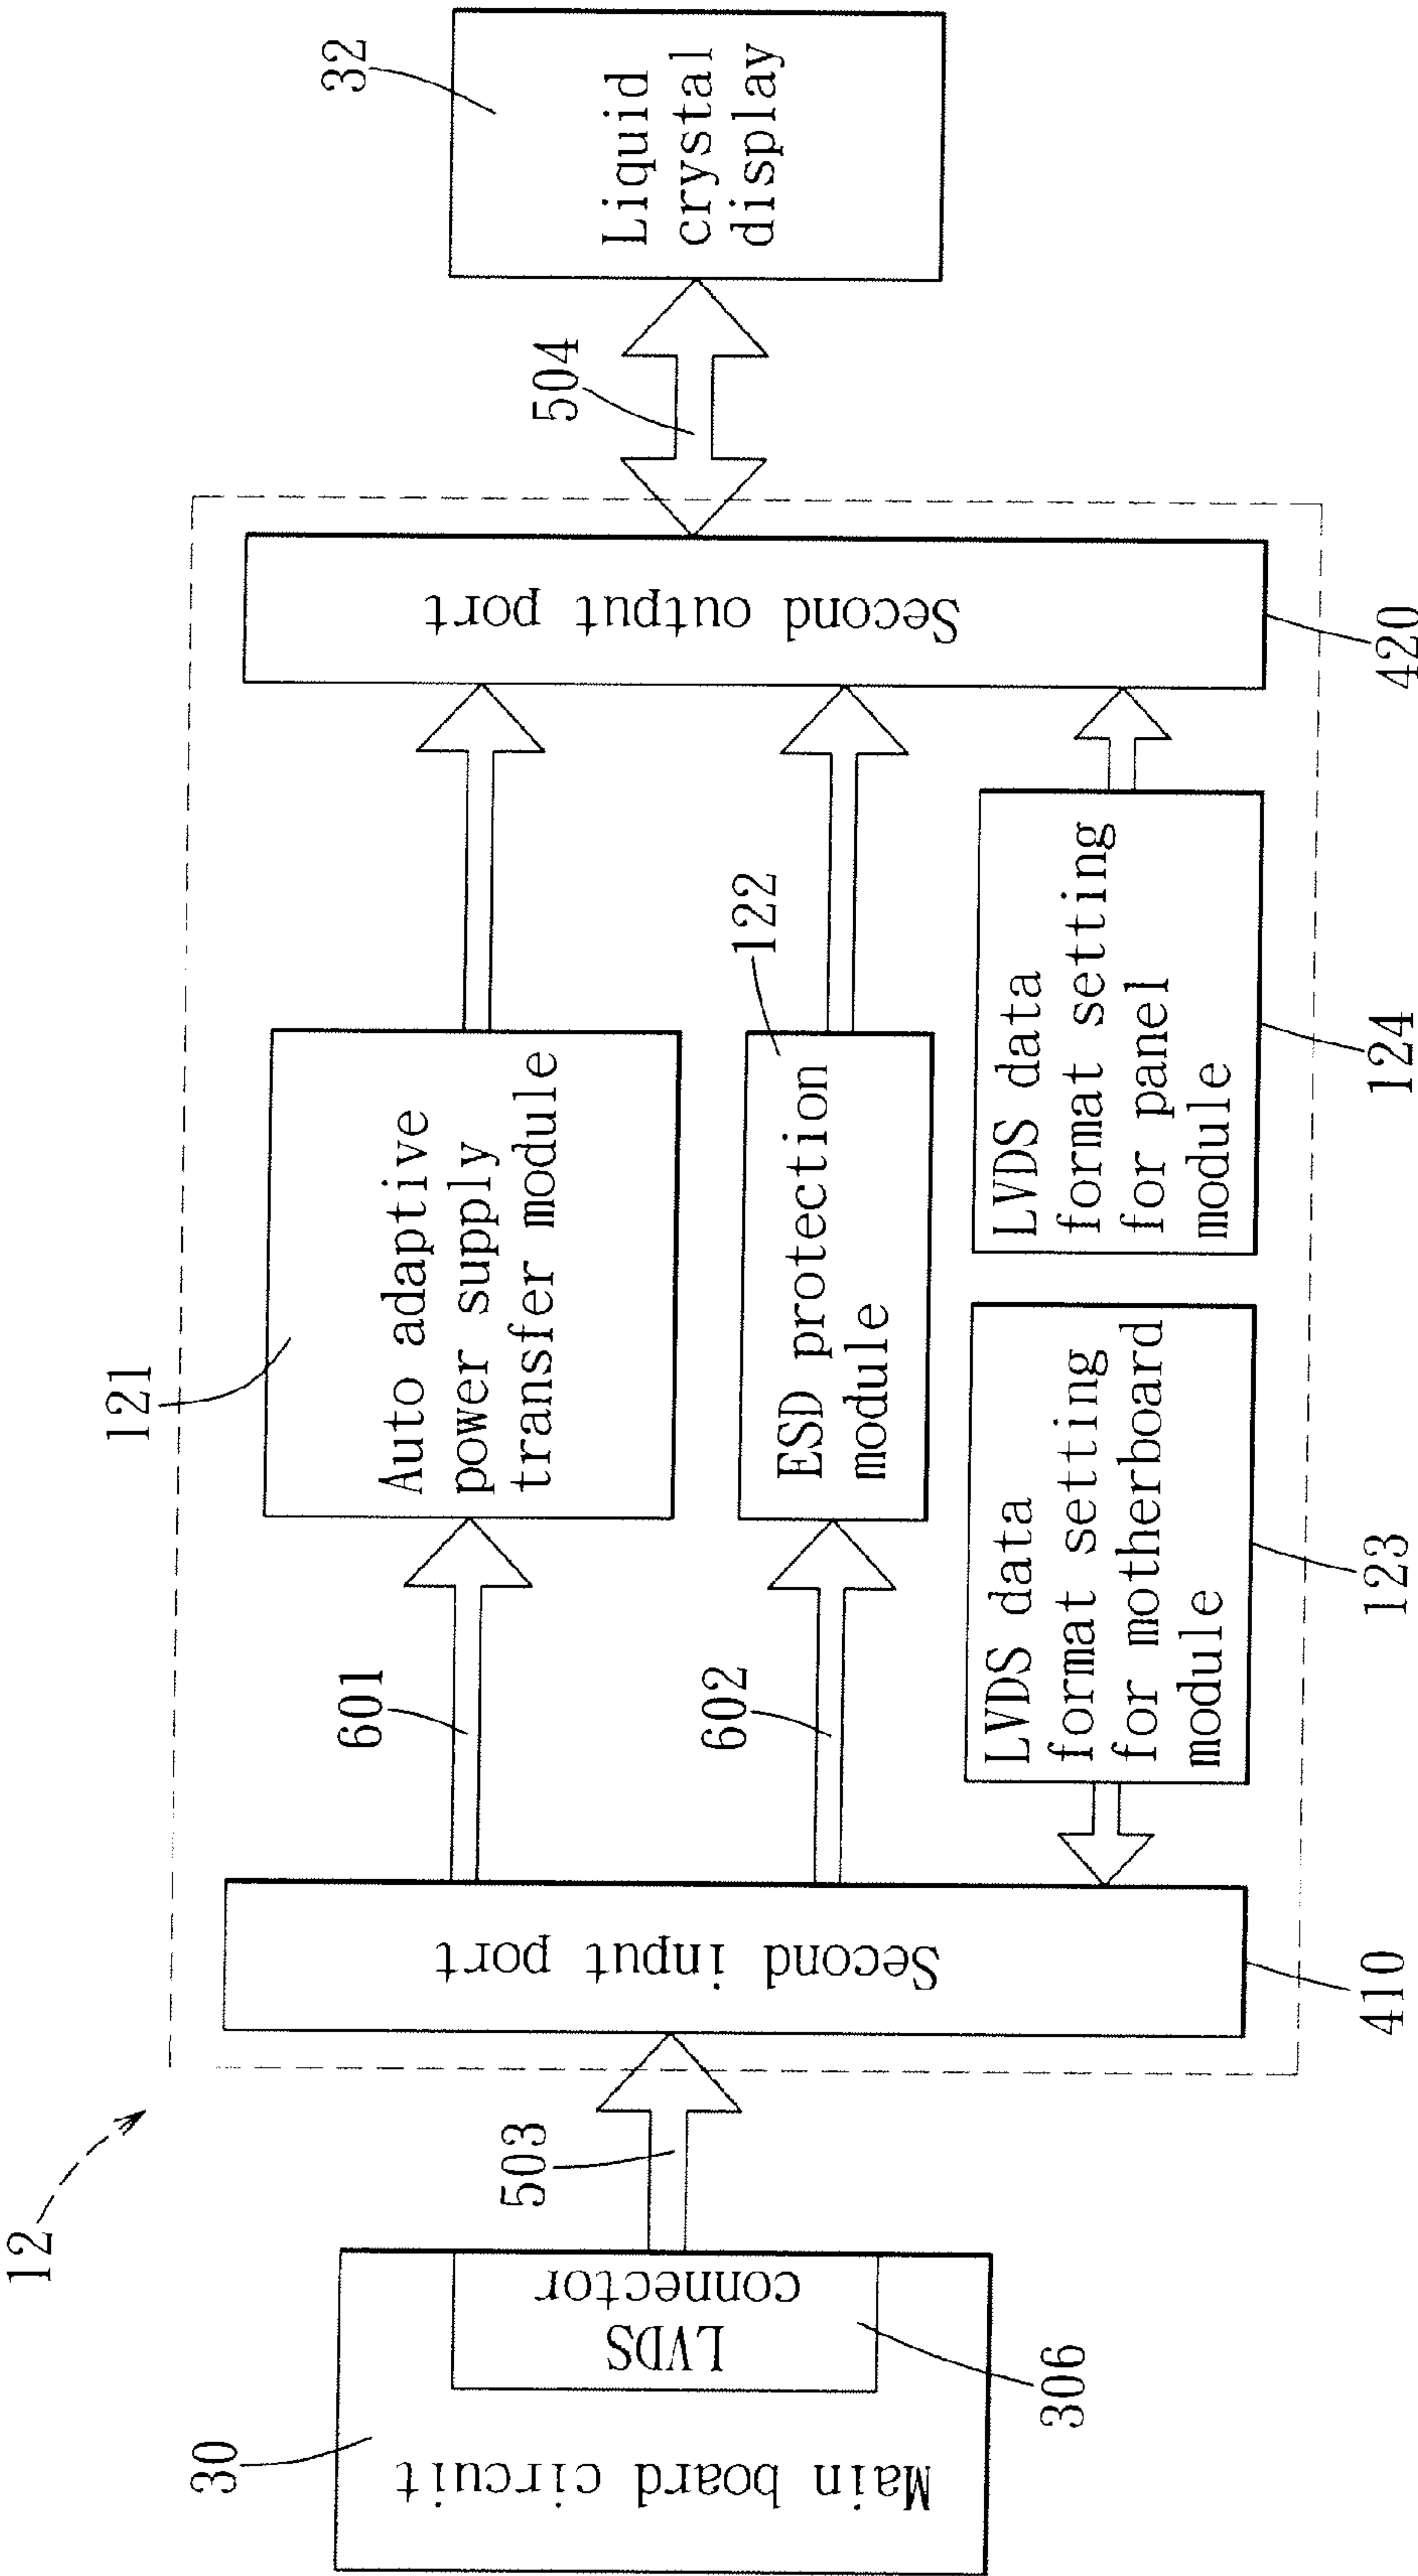 12
30
Main board circuit
LVDS
connector
306
503
Second input port
410
601
602
121
Auto adaptive
power supply
transfer module
122
ESD protection
module
LVDS data
format setting
for motherboard
module
123
LVDS data
format setting
for panel
module
124
Second output port
420
504
32
Liquid
crystal
display